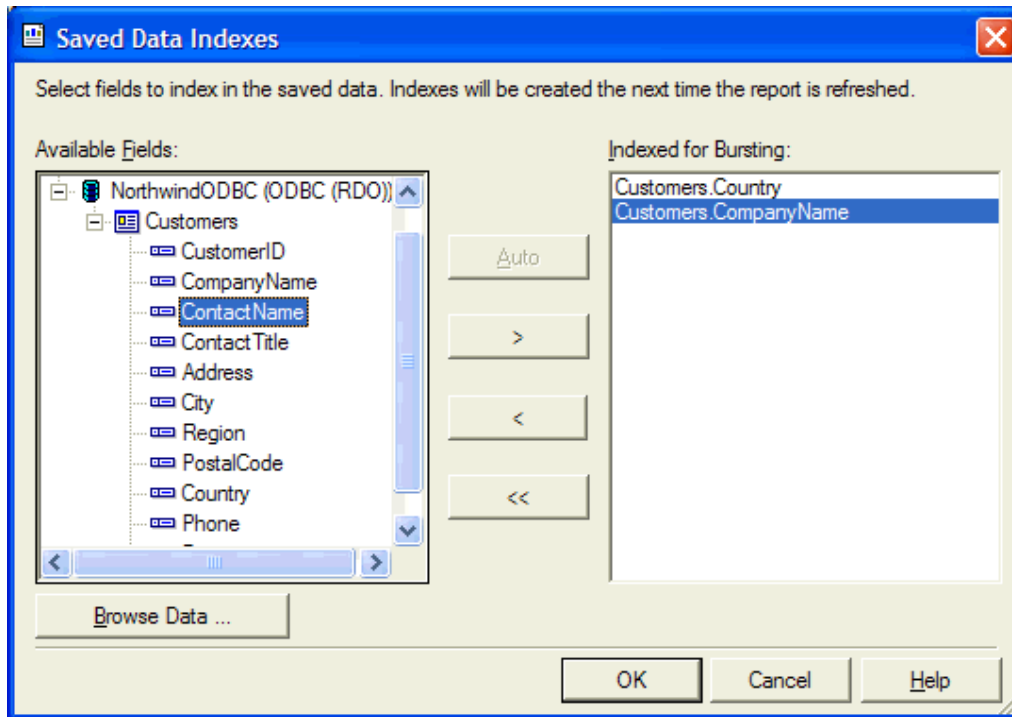 Saved Data Indexes
Select fields to index in the saved data. Indexes will be created the next time the report is refreshed.
Available Fields:
NorthwindODBC (ODBC (RDO))
Customers
CustomerID
CompanyName
ContactName
ContactTitle
Address
City
Region
PostalCode
Country
Phone
Browse Data ...
Auto
>
<
<<
Indexed for Bursting:
Customers.Country
Customers.CompanyName
OK
Cancel
Help